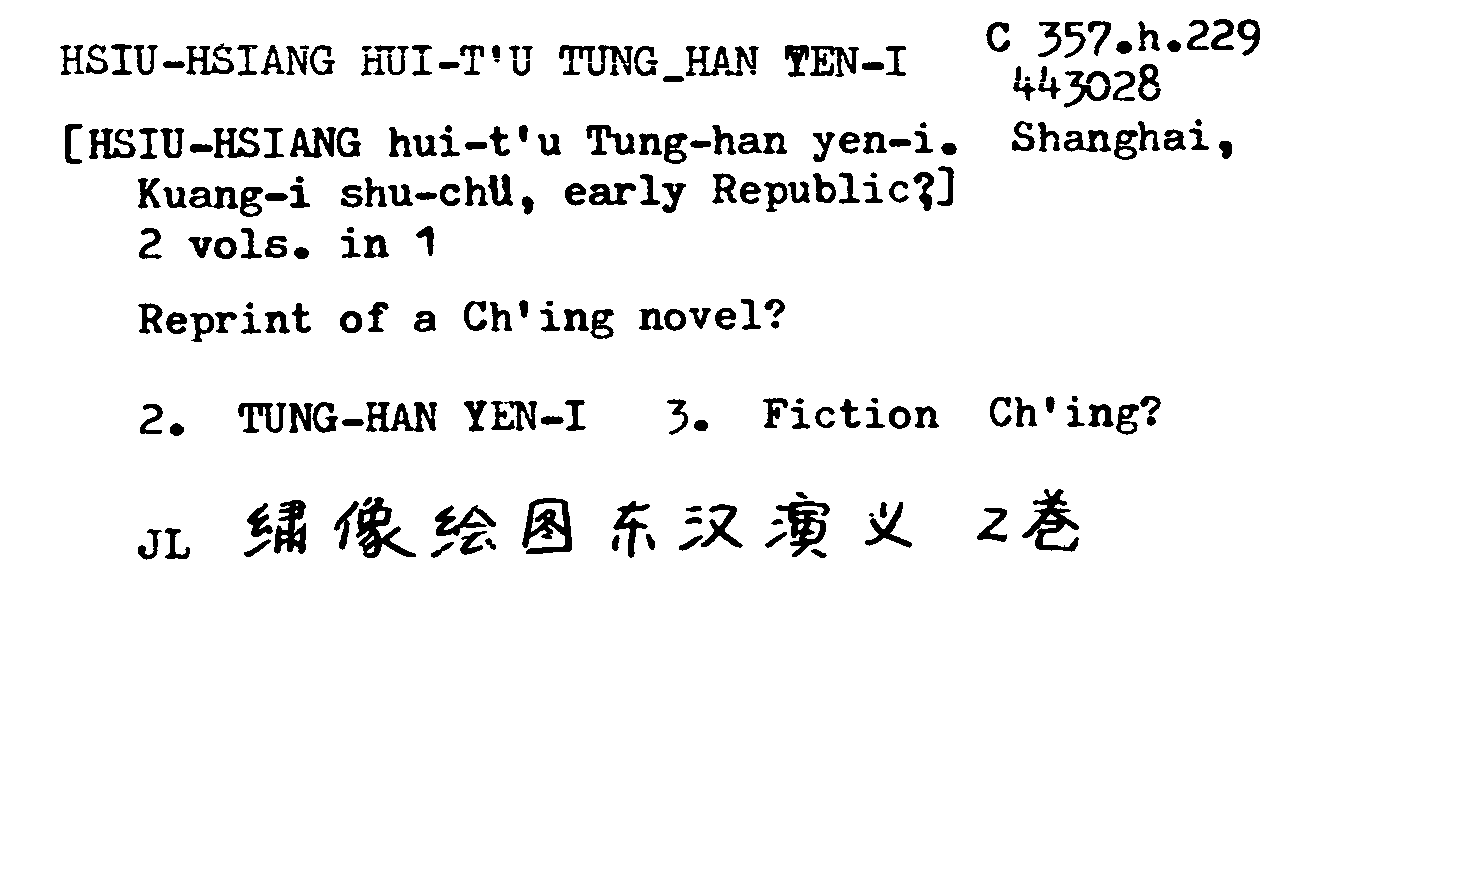 HSIU-HSIANG HUI-T'U TUNG_HAN YEN-I C 357.h.229
443028
[HSIU-HSIANG hui-t'u Tung-han yen-i. Shanghai,
Kuang-i shu-chü, early Republic?]
2 vols. in 1
Reprint of a Ch'ing novel?
2. TUNG-HAN YEN-I 3. Fiction Ch'ing?
JL 绣像绘图东汉演义 2卷